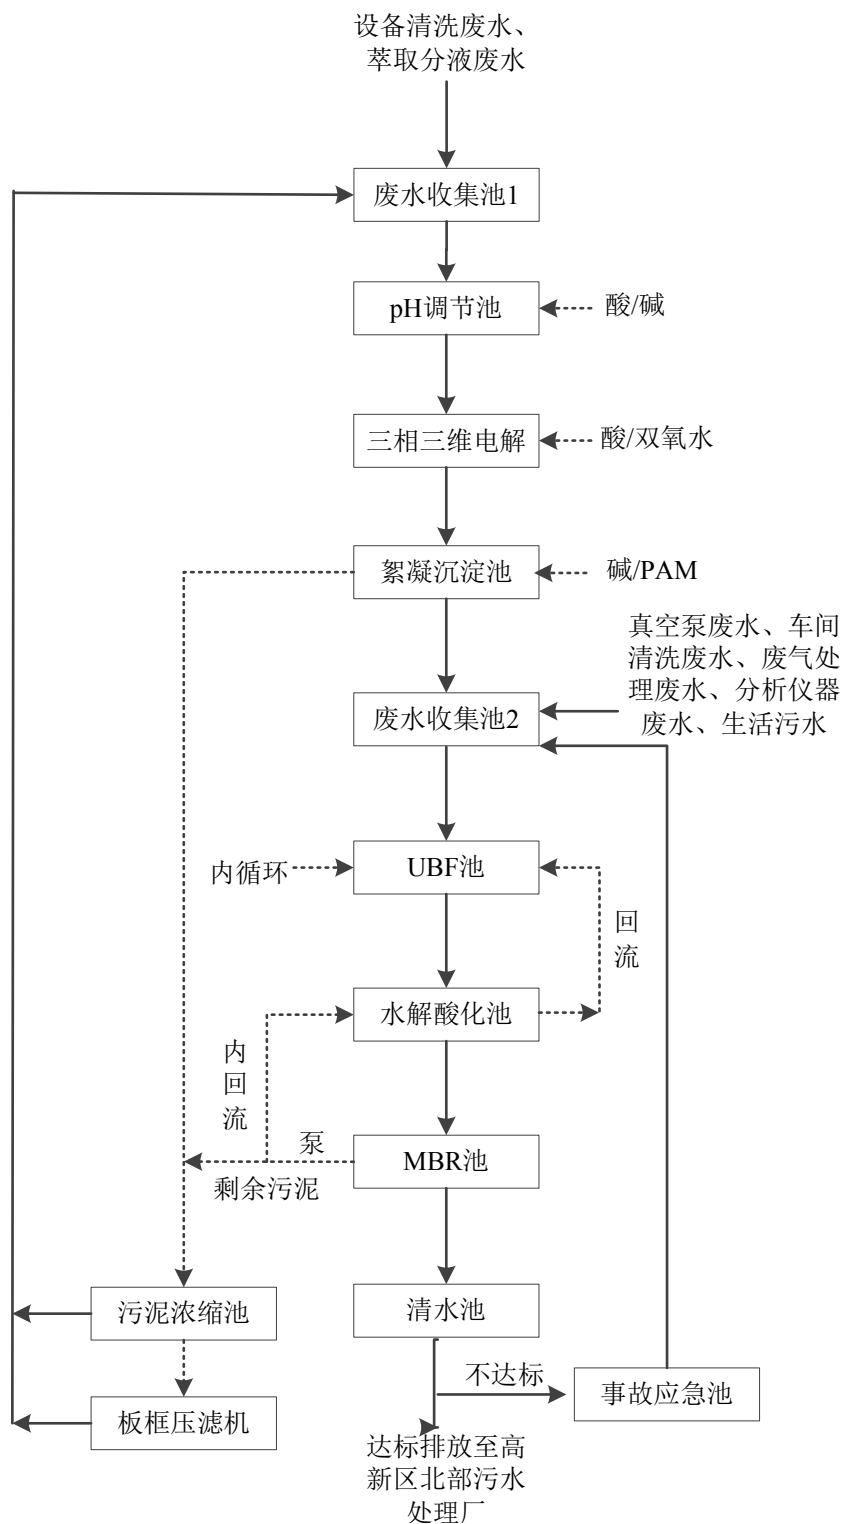 设备清洗废水、
萃取分液废水
废水收集池1
pH调节池
酸/碱
三相三维电解
酸/双氧水
絮凝沉淀池
碱/PAM
真空泵废水、车间
清洗废水、废气处
理废水、分析仪器
废水、生活污水
废水收集池2
内循环
UBF池
回
流
水解酸化池
内
回
流
泵
MBR池
剩余污泥
污泥浓缩池
清水池
不达标
事故应急池
板框压滤机
达标排放至高
新区北部污水
处理厂